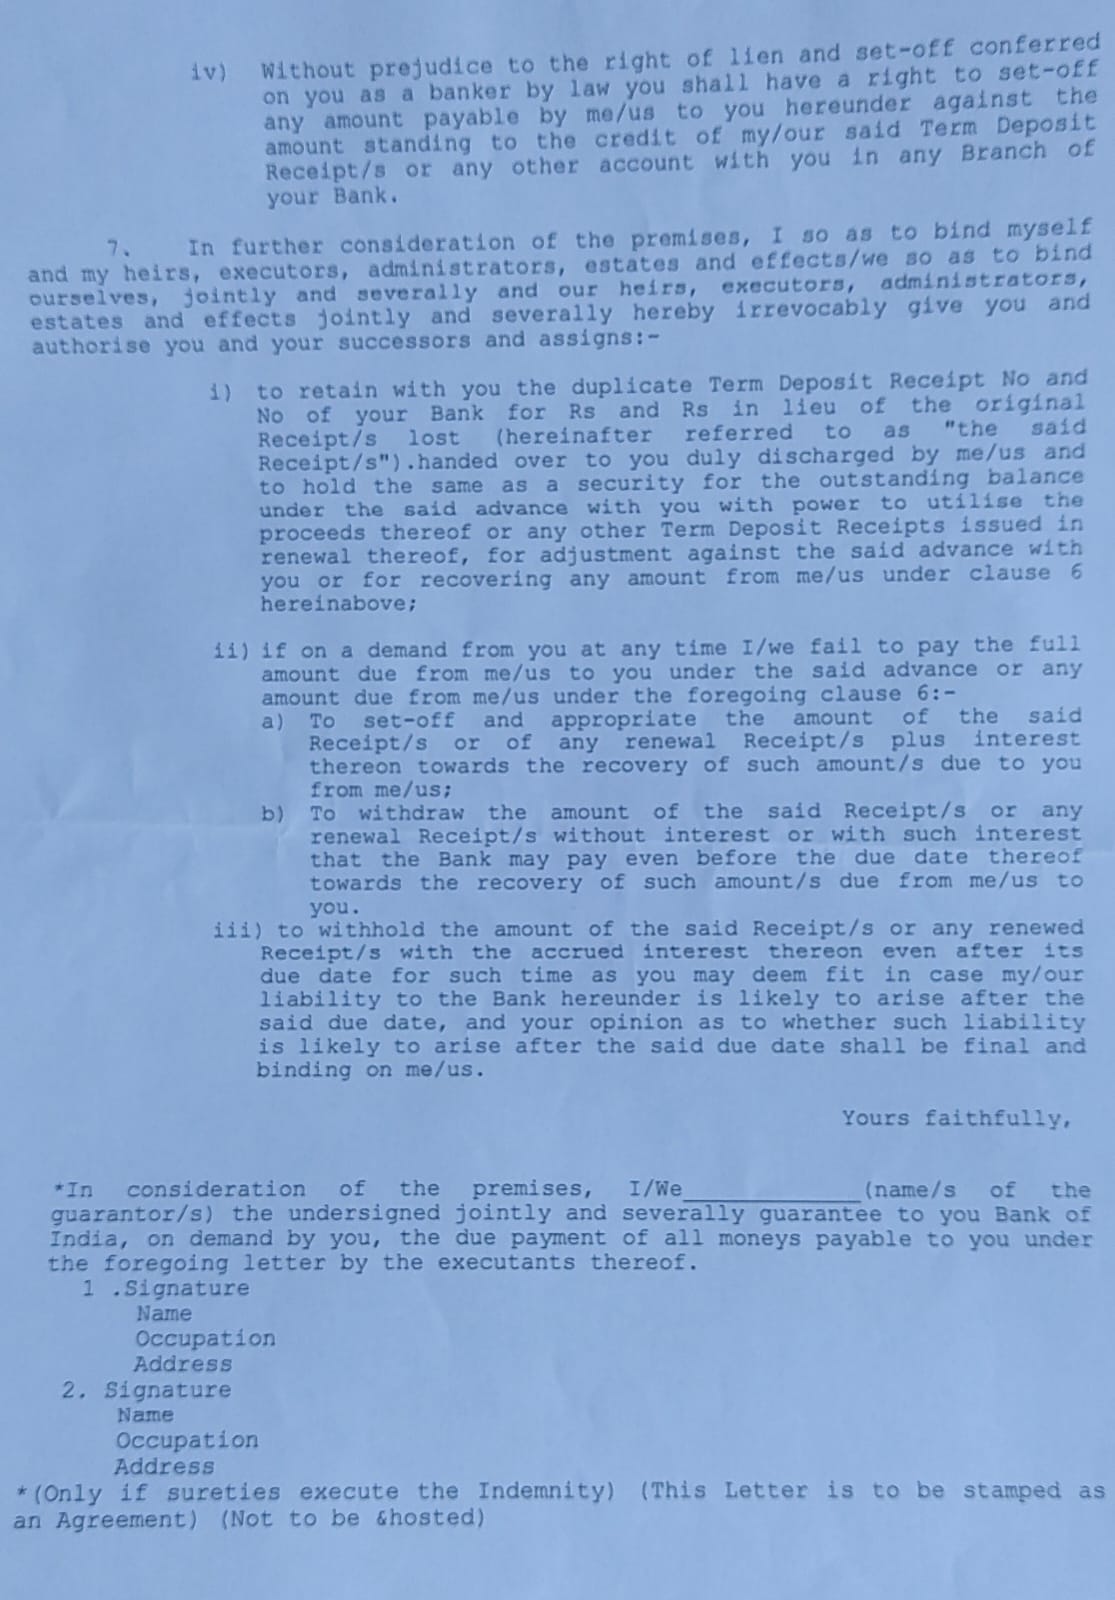 iv) Without prejudice to the right of lien and set-off conferred
on you as a banker by law you shall have a right to set-off
any amount payable by me/us to you hereunder against the
amount standing to the credit of my/our said Term Deposit
Receipt/s or any other account with you in any Branch of
your Bank.
7. In further consideration of the premises, I so as to bind myself
and my heirs, executors, administrators, estates and effects/we so as to bind
ourselves, jointly and severally and our heirs, executors, administrators,
estates and effects jointly and severally hereby irrevocably give you and
authorise you and your successors and assigns:-
i) to retain with you the duplicate Term Deposit Receipt No and
No of your Bank for Rs and Rs in lieu of the original
Receipt/s lost (hereinafter referred to as "the said
Receipt/s").handed over to you duly discharged by me/us and
to hold the same as a security for the outstanding balance
under the said advance with you with power to utilise the
proceeds thereof or any other Term Deposit Receipts issued in
renewal thereof, for adjustment against the said advance with
you or for recovering any amount from me/us under clause 6
hereinabove;
ii) if on a demand from you at any time I/we fail to pay the full
amount due from me/us to you under the said advance or any
amount due from me/us under the foregoing clause 6:-
a) To set-off and appropriate the amount of the said
Receipt/s or of any renewal Receipt/s plus interest
thereon towards the recovery of such amount/s due to you
from me/us;
b) To withdraw the amount of the said Receipt/s or any
renewal Receipt/s without interest or with such interest
that the Bank may pay even before the due date thereof
towards the recovery of such amount/s due from me/us to
you.
iii) to withhold the amount of the said Receipt/s or any renewed
Receipt/s with the accrued interest thereon even after its
due date for such time as you may deem fit in case my/our
liability to the Bank hereunder is likely to arise after the
said due date, and your opinion as to whether such liability
is likely to arise after the said due date shall be final and
binding on me/us.
Yours faithfully,
*In consideration of the premises, I/We______________(name/s of the
guarantor/s) the undersigned jointly and severally guarantee to you Bank of
India, on demand by you, the due payment of all moneys payable to you under
the foregoing letter by the executants thereof.
1 .Signature
Name
Occupation
Address
2. Signature
Name
Occupation
Address
*(Only if sureties execute the Indemnity) (This Letter is to be stamped as
an Agreement) (Not to be &hosted)